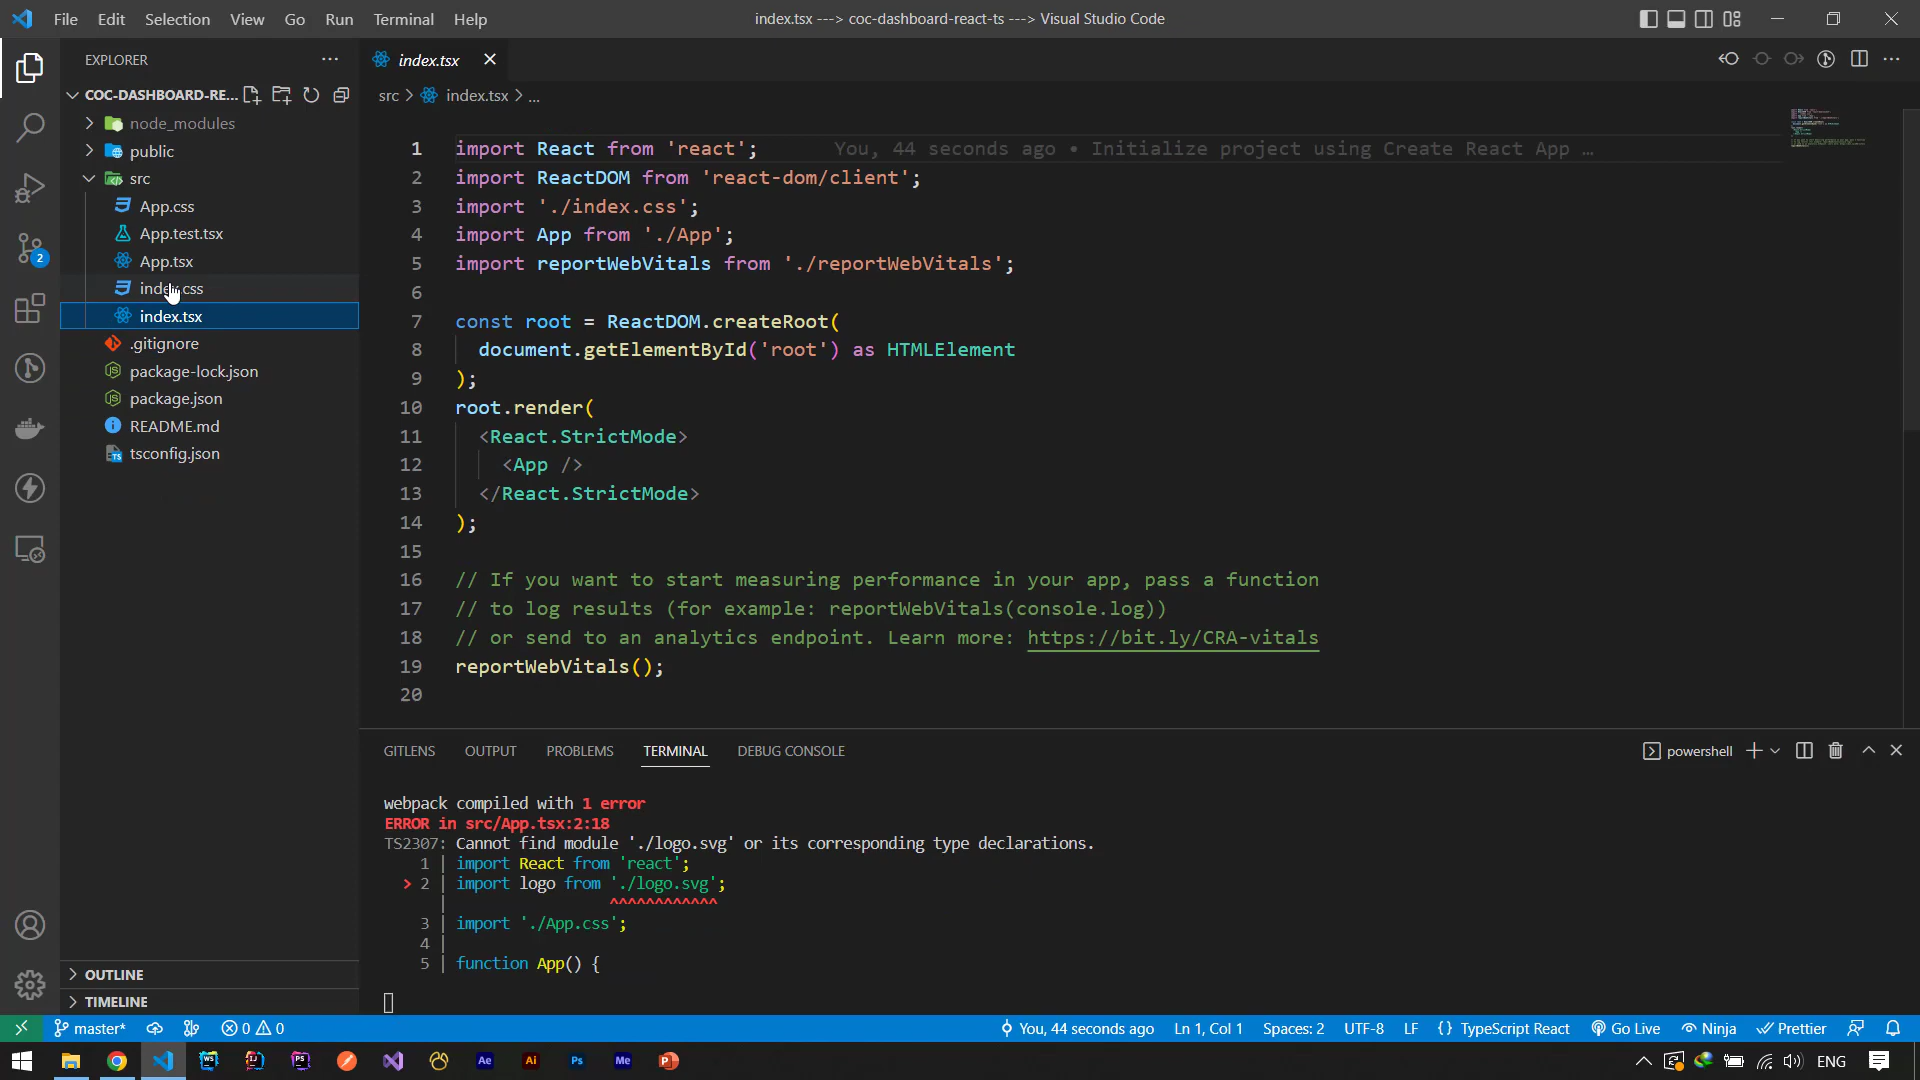 File Edit Selection View Go Run Terminal Help
index.tsx ---> coc-dashboard-react-ts ---> Visual Studio Code
EXPLORER
COC-DASHBOARD-RE...
node_modules
public
src
App.css
App.test.tsx
App.tsx
index.css
index.tsx
.gitignore
package-lock.json
package.json
README.md
tsconfig.json
OUTLINE
TIMELINE
2
index.tsx
src > index.tsx > ...
1 import React from 'react'; You, 44 seconds ago • Initialize project using Create React App …
2 import ReactDOM from 'react-dom/client';
3 import './index.css';
4 import App from './App';
5 import reportWebVitals from './reportWebVitals';
6
7 const root = ReactDOM.createRoot(
8 document.getElementById('root') as HTMLElement
9 );
10 root.render(
11 <React.StrictMode>
12 <App />
13 </React.StrictMode>
14 );
15
16 // If you want to start measuring performance in your app, pass a function
17 // to log results (for example: reportWebVitals(console.log))
18 // or send to an analytics endpoint. Learn more: https://bit.ly/CRA-vitals
19 reportWebVitals();
20
GITLENS OUTPUT PROBLEMS TERMINAL DEBUG CONSOLE
powershell
webpack compiled with 1 error
ERROR in src/App.tsx:2:18
TS2307: Cannot find module './logo.svg' or its corresponding type declarations.
1 | import React from 'react';
> 2 | import logo from './logo.svg';
| ^^^^^^^^^^^^
3 | import './App.css';
4 |
5 | function App() {
master* 0 0 You, 44 seconds ago Ln 1, Col 1 Spaces: 2 UTF-8 LF {} TypeScript React Go Live Ninja Prettier
WS IJ PS Ae Ai Ps Me P ENG